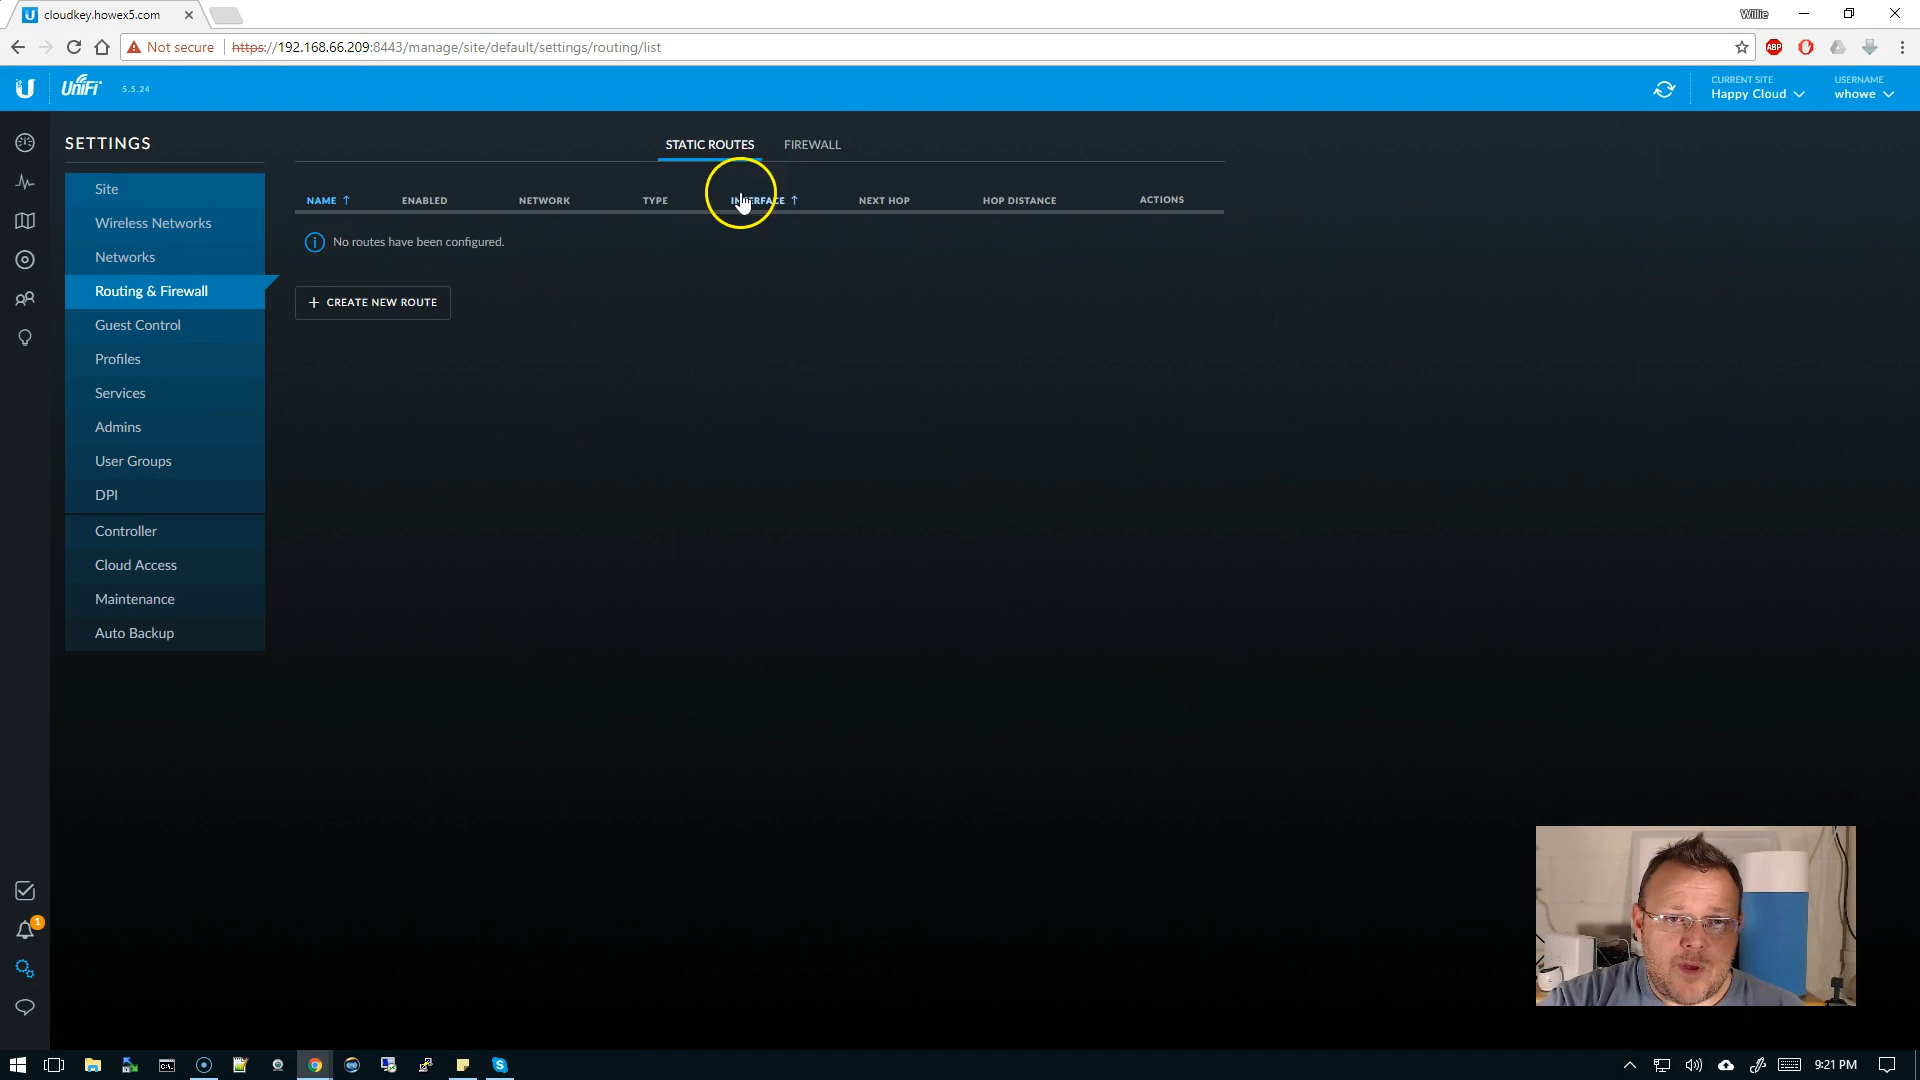 cloudkey.howex5.com
Willie
Not secure
https://192.168.66.209:8443/manage/site/default/settings/routing/list
ABP
U UniFi 5.5.24
CURRENT SITE
Happy Cloud
USERNAME
whowe
SETTINGS
STATIC ROUTES FIREWALL
Site
Wireless Networks
Networks
Routing & Firewall
Guest Control
Profiles
Services
Admins
User Groups
DPI
Controller
Cloud Access
Maintenance
Auto Backup
NAME ↑ ENABLED NETWORK TYPE INTERFACE ↑ NEXT HOP HOP DISTANCE ACTIONS
No routes have been configured.
+ CREATE NEW ROUTE
1
9:21 PM